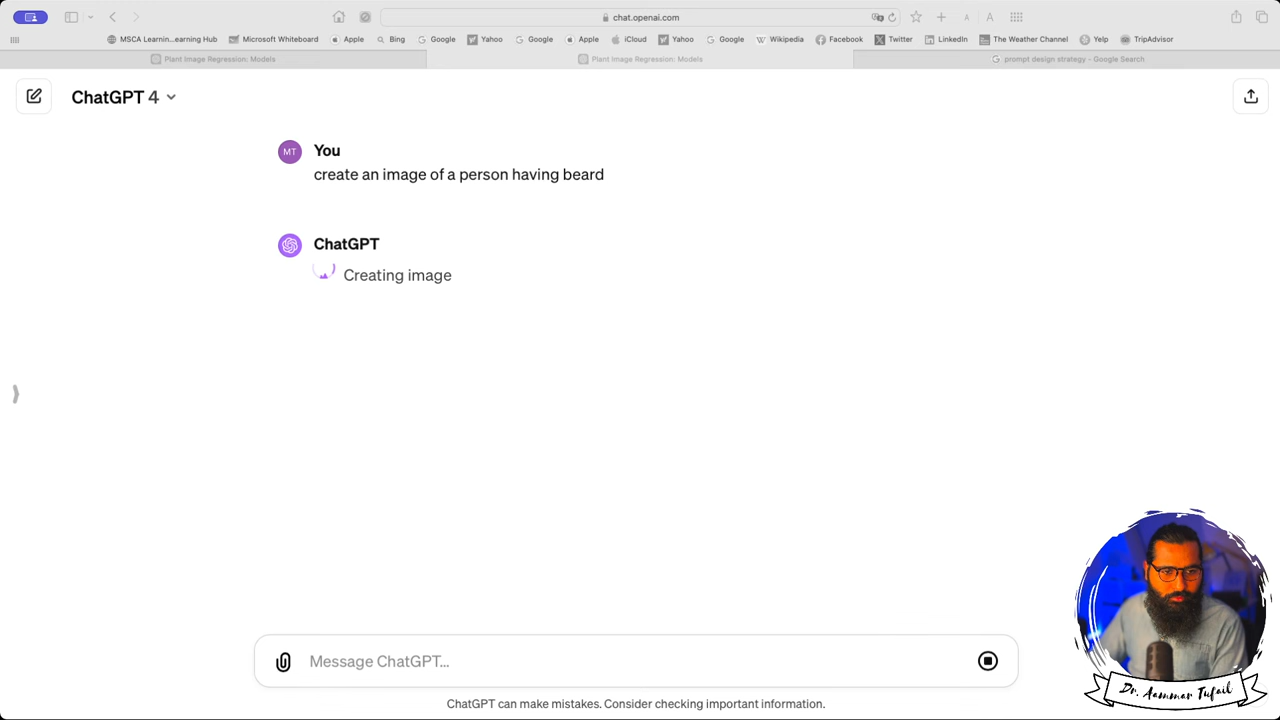 chat.openai.com
A
A
MSCA Learnin...earning Hub
Microsoft Whiteboard
Apple
Bing
Google
Yahoo
Google
Apple
iCloud
Yahoo
Google
Wikipedia
Facebook
Twitter
LinkedIn
The Weather Channel
Yelp
TripAdvisor
Plant Image Regression: Models
Plant Image Regression: Models
prompt design strategy - Google Search
ChatGPT 4
MT
You
create an image of a person having beard
ChatGPT
Creating image
Message ChatGPT...
ChatGPT can make mistakes. Consider checking important information.
Dr. Aammar Tufail